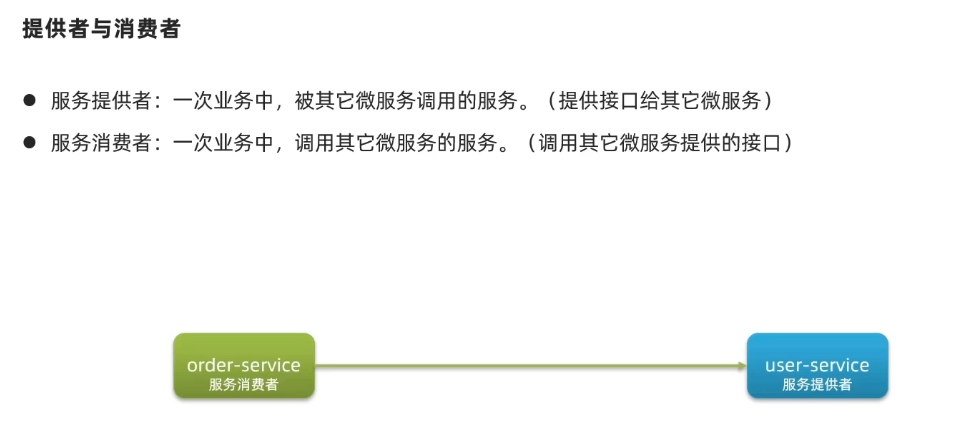 提供者与消费者
服务提供者：一次业务中，被其它微服务调用的服务。（提供接口给其它微服务）
服务消费者：一次业务中，调用其它微服务的服务。（调用其它微服务提供的接口）
order-service
服务消费者
user-service
服务提供者